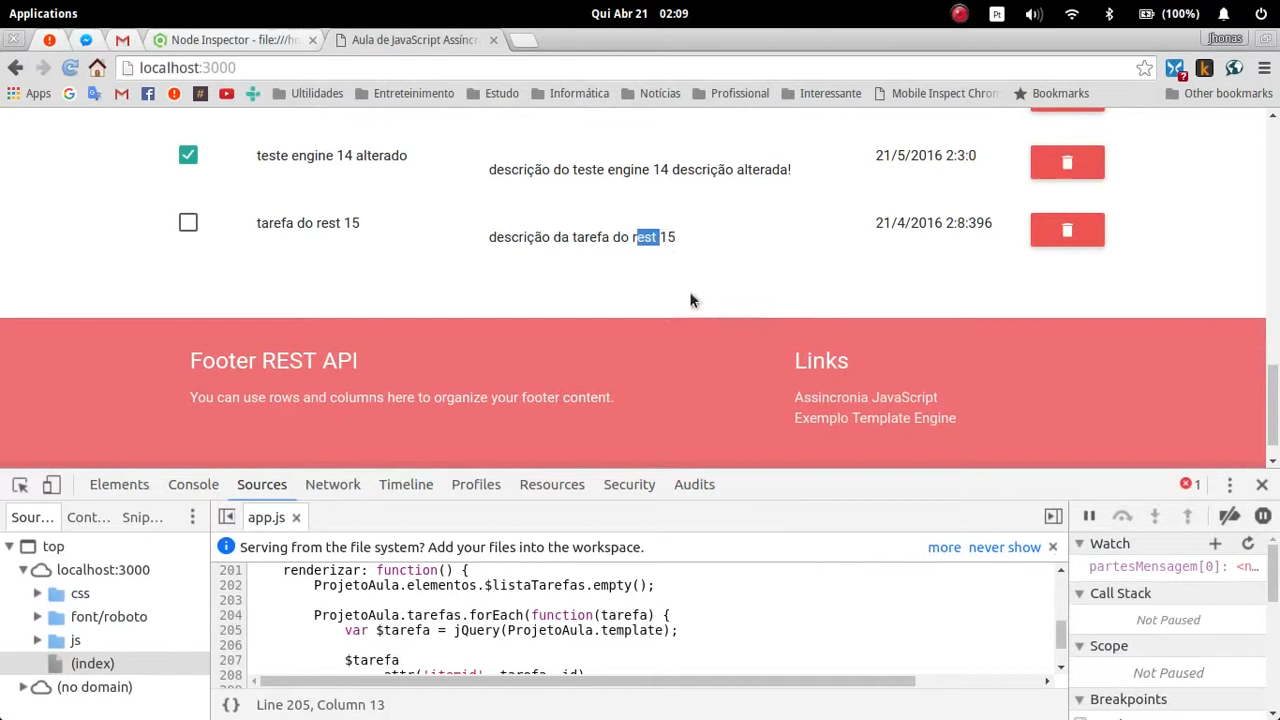 Applications
Qui Abr 21 02:09
Pt
(100%)
Node Inspector - file:///ho
Aula de JavaScript Assínc
Jhonas
localhost:3000
Apps
Utilidades
Entreteinimento
Estudo
Informática
Notícias
Profissional
Interessante
Mobile Inspect Chrom
Bookmarks
Other bookmarks
teste engine 14 alterado
descrição do teste engine 14 descrição alterada!
21/5/2016 2:3:0
tarefa do rest 15
descrição da tarefa do rest 15
21/4/2016 2:8:396
Footer REST API
You can use rows and columns here to organize your footer content.
Links
Assincronia JavaScript
Exemplo Template Engine
Elements Console Sources Network Timeline Profiles Resources Security Audits
1
Sour... Cont... Snip...
app.js
top
localhost:3000
css
font/roboto
js
(index)
(no domain)
Serving from the file system? Add your files into the workspace.
more never show
201 renderizar: function() {
202 ProjetoAula.elementos.$listaTarefas.empty();
203
204 ProjetoAula.tarefas.forEach(function(tarefa) {
205 var $tarefa = jQuery(ProjetoAula.template);
206
207 $tarefa
208 .attr('itemid', tarefa.id)
{} Line 205, Column 13
Watch
partesMensagem[0]: <n...
Call Stack
Not Paused
Scope
Not Paused
Breakpoints